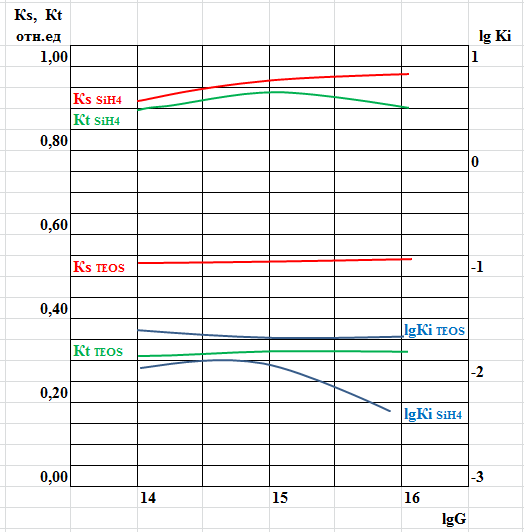 Ks, Kt
отн.ед
lg Ki
1,00
1
Ks SiH4
Kt SiH4
0,80
0
0,60
Ks TEOS
-1
0,40
lgKi TEOS
Kt TEOS
-2
0,20
lgKi SiH4
0,00
-3
14 15 16
lgG